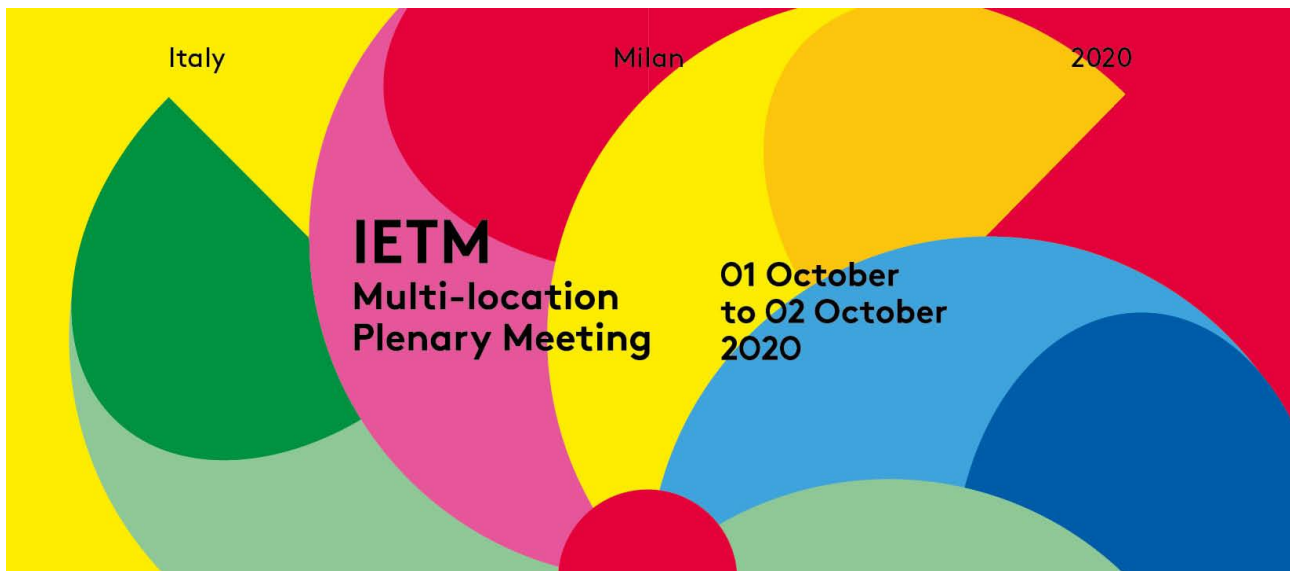 Italy
Milan
2020
IETM
Multi-location
Plenary Meeting
01 October
to 02 October
2020